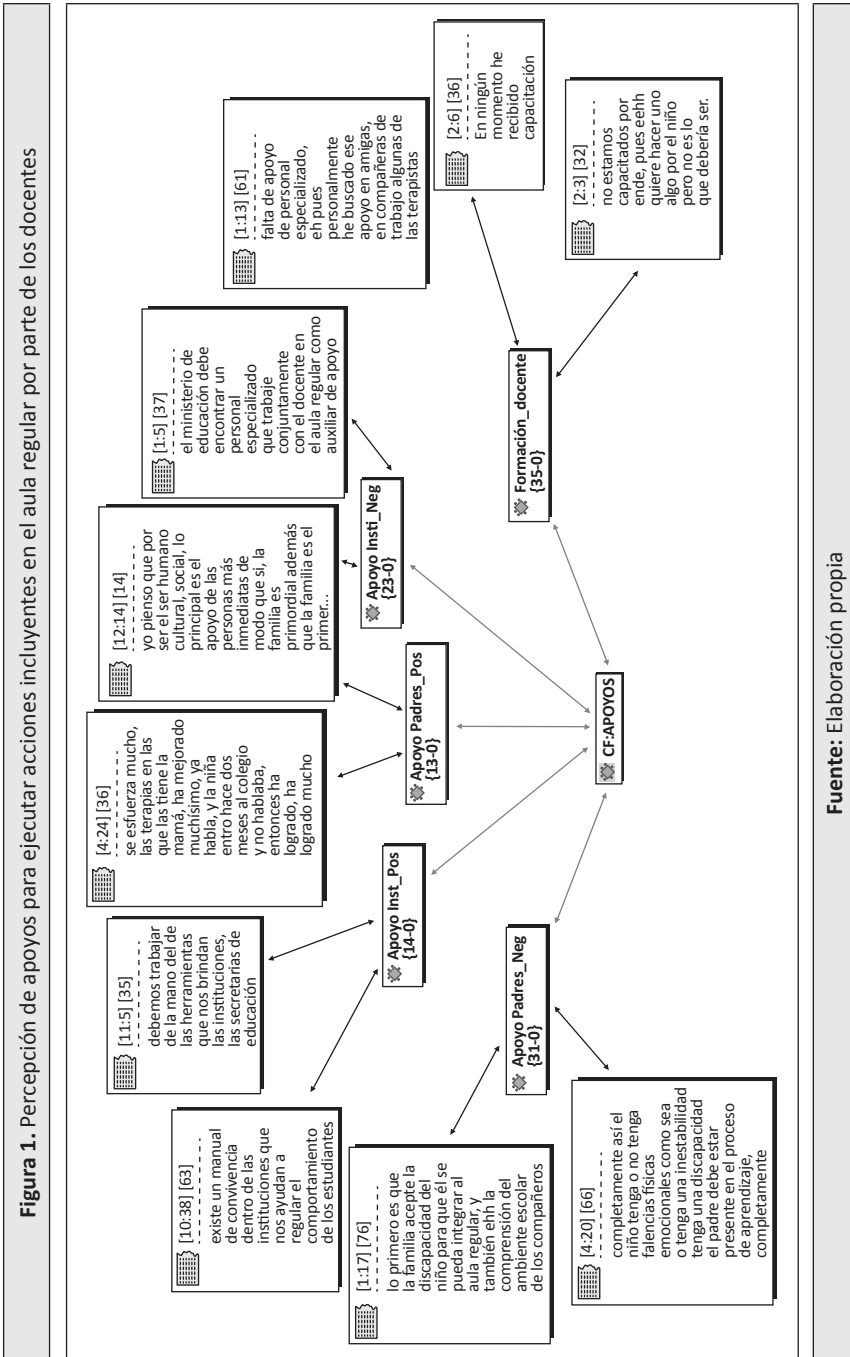 Figura 1. Percepción de apoyos para ejecutar acciones incluyentes en el aula regular por parte de los docentes
[10:38] [63]
existe un manual
de convivencia
dentro de las
instituciones que
nos ayudan a
regular el
comportamiento
de los estudiantes
[11:5] [35]
debemos trabajar
de la mano del de
las herramientas
que nos brindan
las instituciones,
las secretarias de
educación
[4:24] [36]
se esfuerza mucho,
las terapias en las
que las tiene la
mamá, ha mejorado
muchísimo, ya
habla, y la niña
entro hace dos
meses al colegio
y no hablaba,
entonces ha
logrado, ha
logrado mucho
[12:14] [14]
yo pienso que por
ser el ser humano
cultural, social, lo
principal es el
apoyo de las
personas más
inmediatas de
modo que si, la
familia es
primordial además
que la familia es el
primer...
[1:5] [37]
el ministerio de
educación debe
encontrar un
personal
especializado
que trabaje
conjuntamente
con el docente en
el aula regular como
auxiliar de apoyo
[1:13] [61]
falta de apoyo
de personal
especializado,
eh pues
personalmente
he buscado ese
apoyo en amigas,
en compañeras de
trabajo algunas de
las terapistas
[1:17] [76]
lo primero es que
la familia acepte la
discapacidad del
niño para que él se
pueda integrar al
aula regular, y
también ehh la
comprensión del
ambiente escolar
de los compañeros
Apoyo Inst_Pos
{14-0}
Apoyo Padres_Pos
{13-0}
Apoyo Insti_Neg
{23-0}
[2:6] [36]
En ningún
momento he
recibido
capacitación
Apoyo Padres_Neg
{31-0}
Formación_docente
{35-0}
[4:20] [66]
completamente así el
niño tenga o no tenga
falencias físicas
emocionales como sea
o tenga una inestabilidad
tenga una discapacidad
el padre debe estar
presente en el proceso
de aprendizaje,
completamente
CF:APOYOS
[2:3] [32]
no estamos
capacitados por
ende, pues eehh
quiere hacer uno
algo por el niño
pero no es lo
que debería ser.
Fuente: Elaboración propia